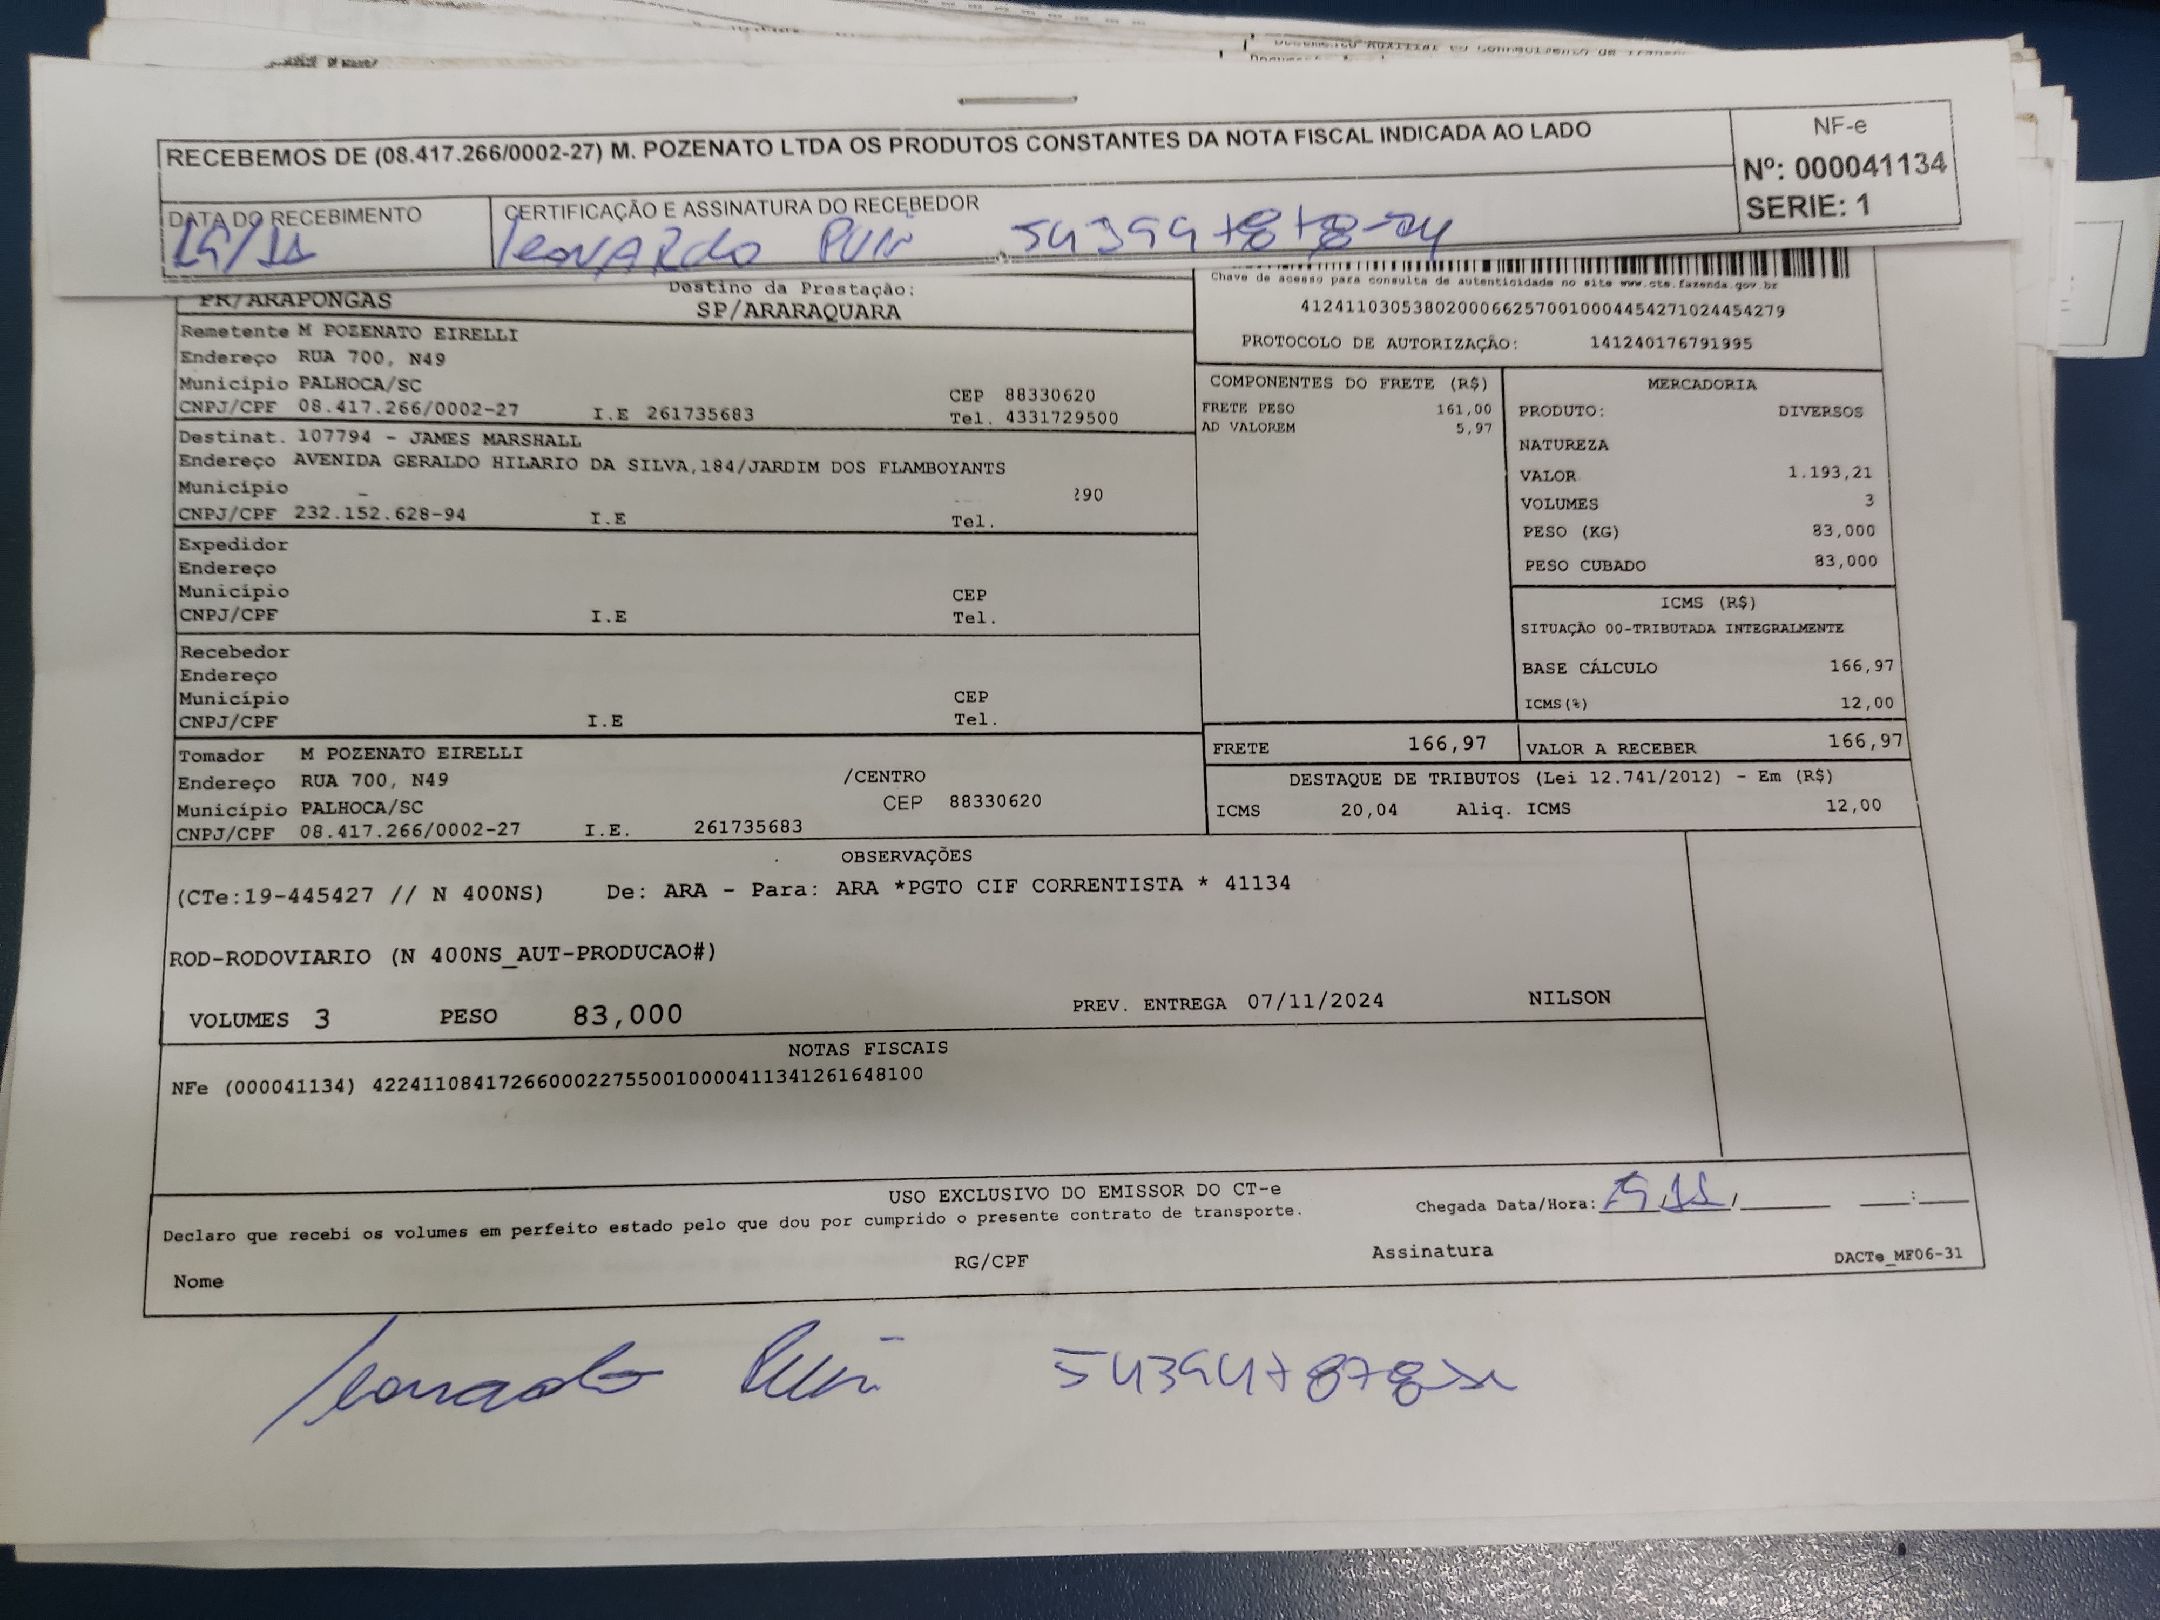 RECEBEMOS DE (08.417.266/0002-27) M. POZENATO LTDA OS PRODUTOS CONSTANTES DA NOTA FISCAL INDICADA AO LADO
NF-e
Nº: 000041134
SERIE: 1
DATA DO RECEBIMENTO
CERTIFICAÇÃO E ASSINATURA DO RECEBEDOR
Leonardo
PR/ARAPONGAS
Destino da Prestação:
SP/ARARAQUARA
Chave de acesso para consulta de autenticidade no site www.cte.fazenda.gov.br
41241103053802000662570010004454271024454279
PROTOCOLO DE AUTORIZAÇÃO: 141240176791995
Remetente M POZENATO EIRELLI
Endereço RUA 700, N49
Município PALHOCA/SC
CEP 88330620
CNPJ/CPF 08.417.266/0002-27 I.E 261735683 Tel. 4331729500
Destinat. 107794 - JAMES MARSHALL
Endereço AVENIDA GERALDO HILARIO DA SILVA,184/JARDIM DOS FLAMBOYANTS
Município 290
CNPJ/CPF 232.152.628-94 I.E Tel.
Expedidor
Endereço
Município CEP
CNPJ/CPF I.E Tel.
Recebedor
Endereço
Município CEP
CNPJ/CPF I.E Tel.
Tomador M POZENATO EIRELLI
Endereço RUA 700, N49 /CENTRO
Município PALHOCA/SC CEP 88330620
CNPJ/CPF 08.417.266/0002-27 I.E. 261735683
COMPONENTES DO FRETE (R$)
FRETE PESO 161,00
AD VALOREM 5,97
MERCADORIA
PRODUTO: DIVERSOS
NATUREZA
VALOR 1.193,21
VOLUMES 3
PESO (KG) 83,000
PESO CUBADO 83,000
ICMS (R$)
SITUAÇÃO 00-TRIBUTADA INTEGRALMENTE
BASE CÁLCULO 166,97
ICMS(%) 12,00
FRETE 166,97 VALOR A RECEBER 166,97
DESTAQUE DE TRIBUTOS (Lei 12.741/2012) - Em (R$)
ICMS 20,04 Aliq. ICMS 12,00
OBSERVAÇÕES
(CTe:19-445427 // N 400NS) De: ARA - Para: ARA *PGTO CIF CORRENTISTA * 41134
ROD-RODOVIARIO (N 400NS_AUT-PRODUCAO#)
VOLUMES 3 PESO 83,000 PREV. ENTREGA 07/11/2024 NILSON
NOTAS FISCAIS
NFe (000041134) 42241108417266000227550010000411341261648100
USO EXCLUSIVO DO EMISSOR DO CT-e
Declaro que recebi os volumes em perfeito estado pelo que dou por cumprido o presente contrato de transporte.
Chegada Data/Hora:
Nome RG/CPF Assinatura DACTe_MF06-31
Leonardo